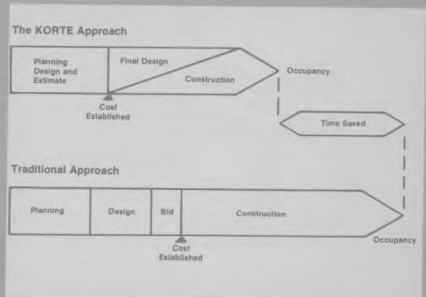 The KORTE Approach
Planning
Design and
Estimate
Final Design
Construction
Occupancy
Cost
Established
Time Saved
Traditional Approach
Planning
Design
Bid
Construction
Occupancy
Cost
Established